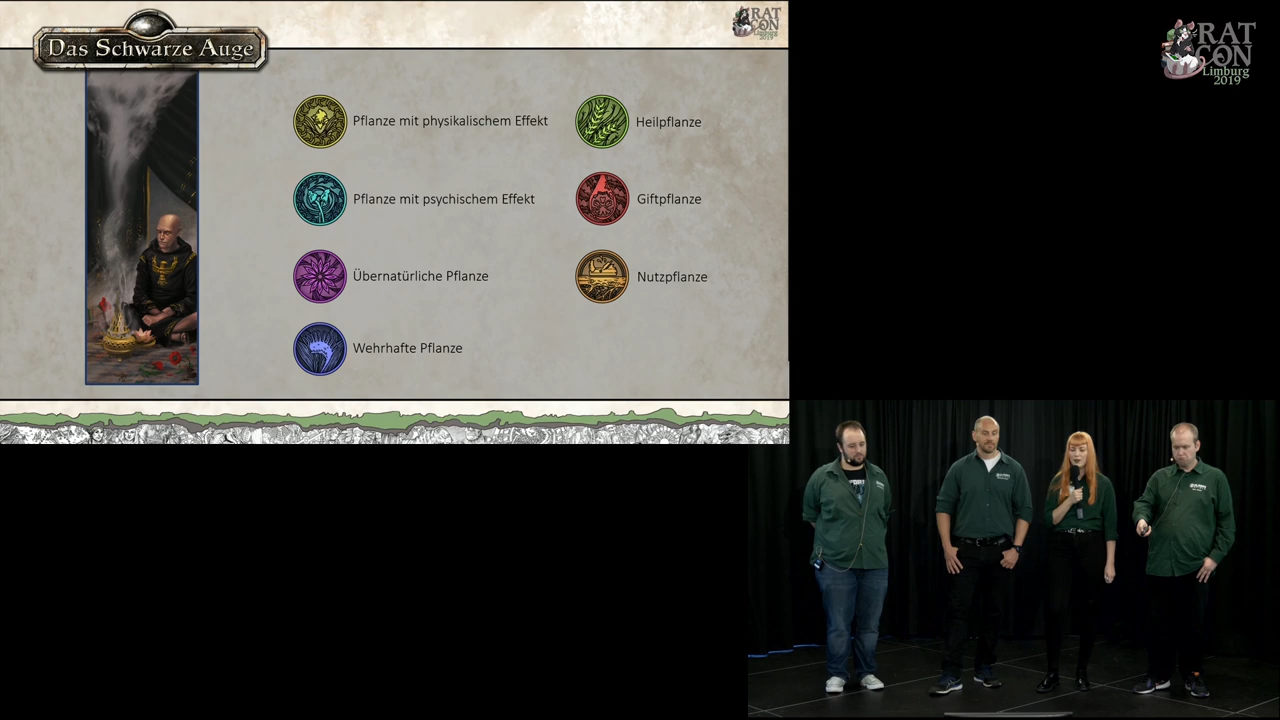 Das Schwarze Auge
RAT
CON
Limburg
2019
Pflanze mit physikalischem Effekt
Heilpflanze
Pflanze mit psychischem Effekt
Giftpflanze
Übernatürliche Pflanze
Nutzpflanze
Wehrhafte Pflanze
RAT
CON
Limburg
2019